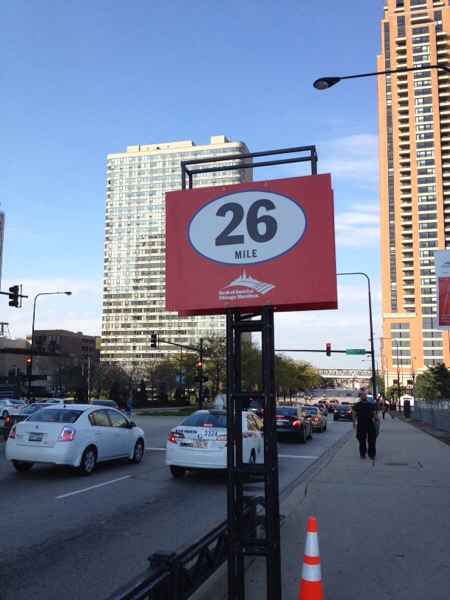 26
MILE
Bank of America
Chicago Marathon